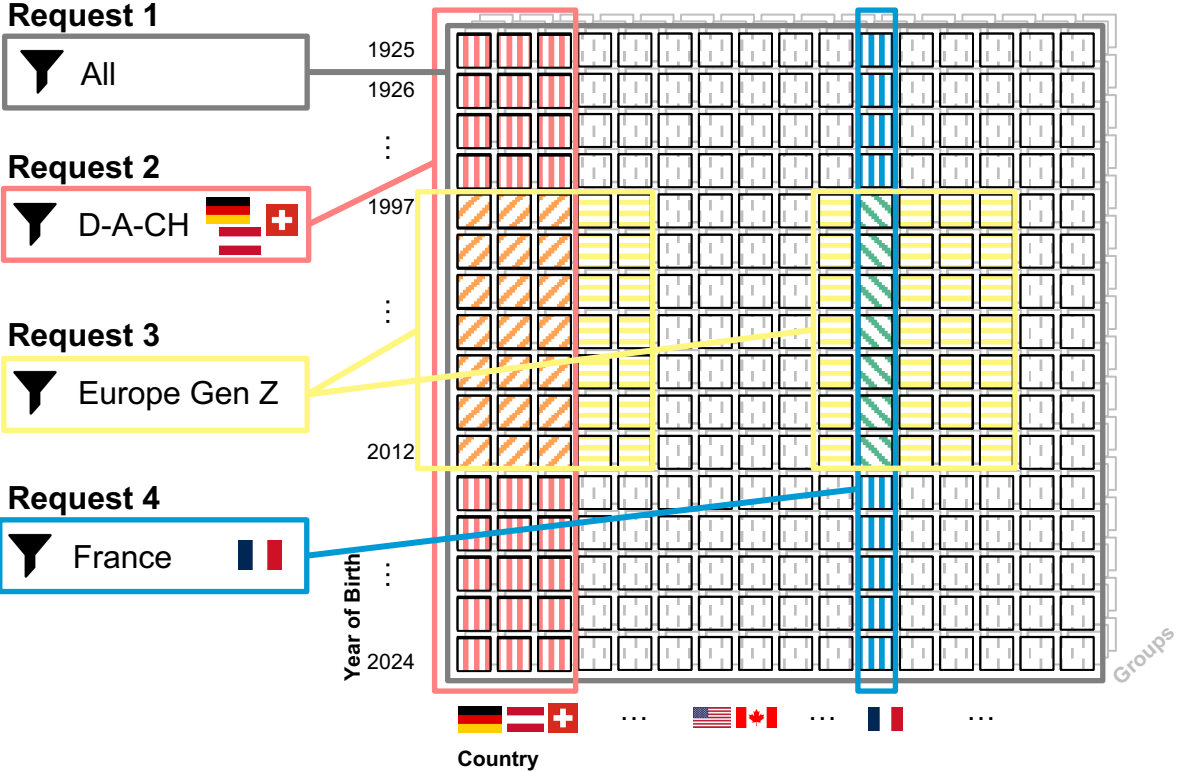 Request 1
All
Request 2
D-A-CH
Request 3
Europe Gen Z
Request 4
France
1925
1926
⋮
1997
⋮
2012
⋮
2024
Year of Birth
Groups
... ... ...
Country